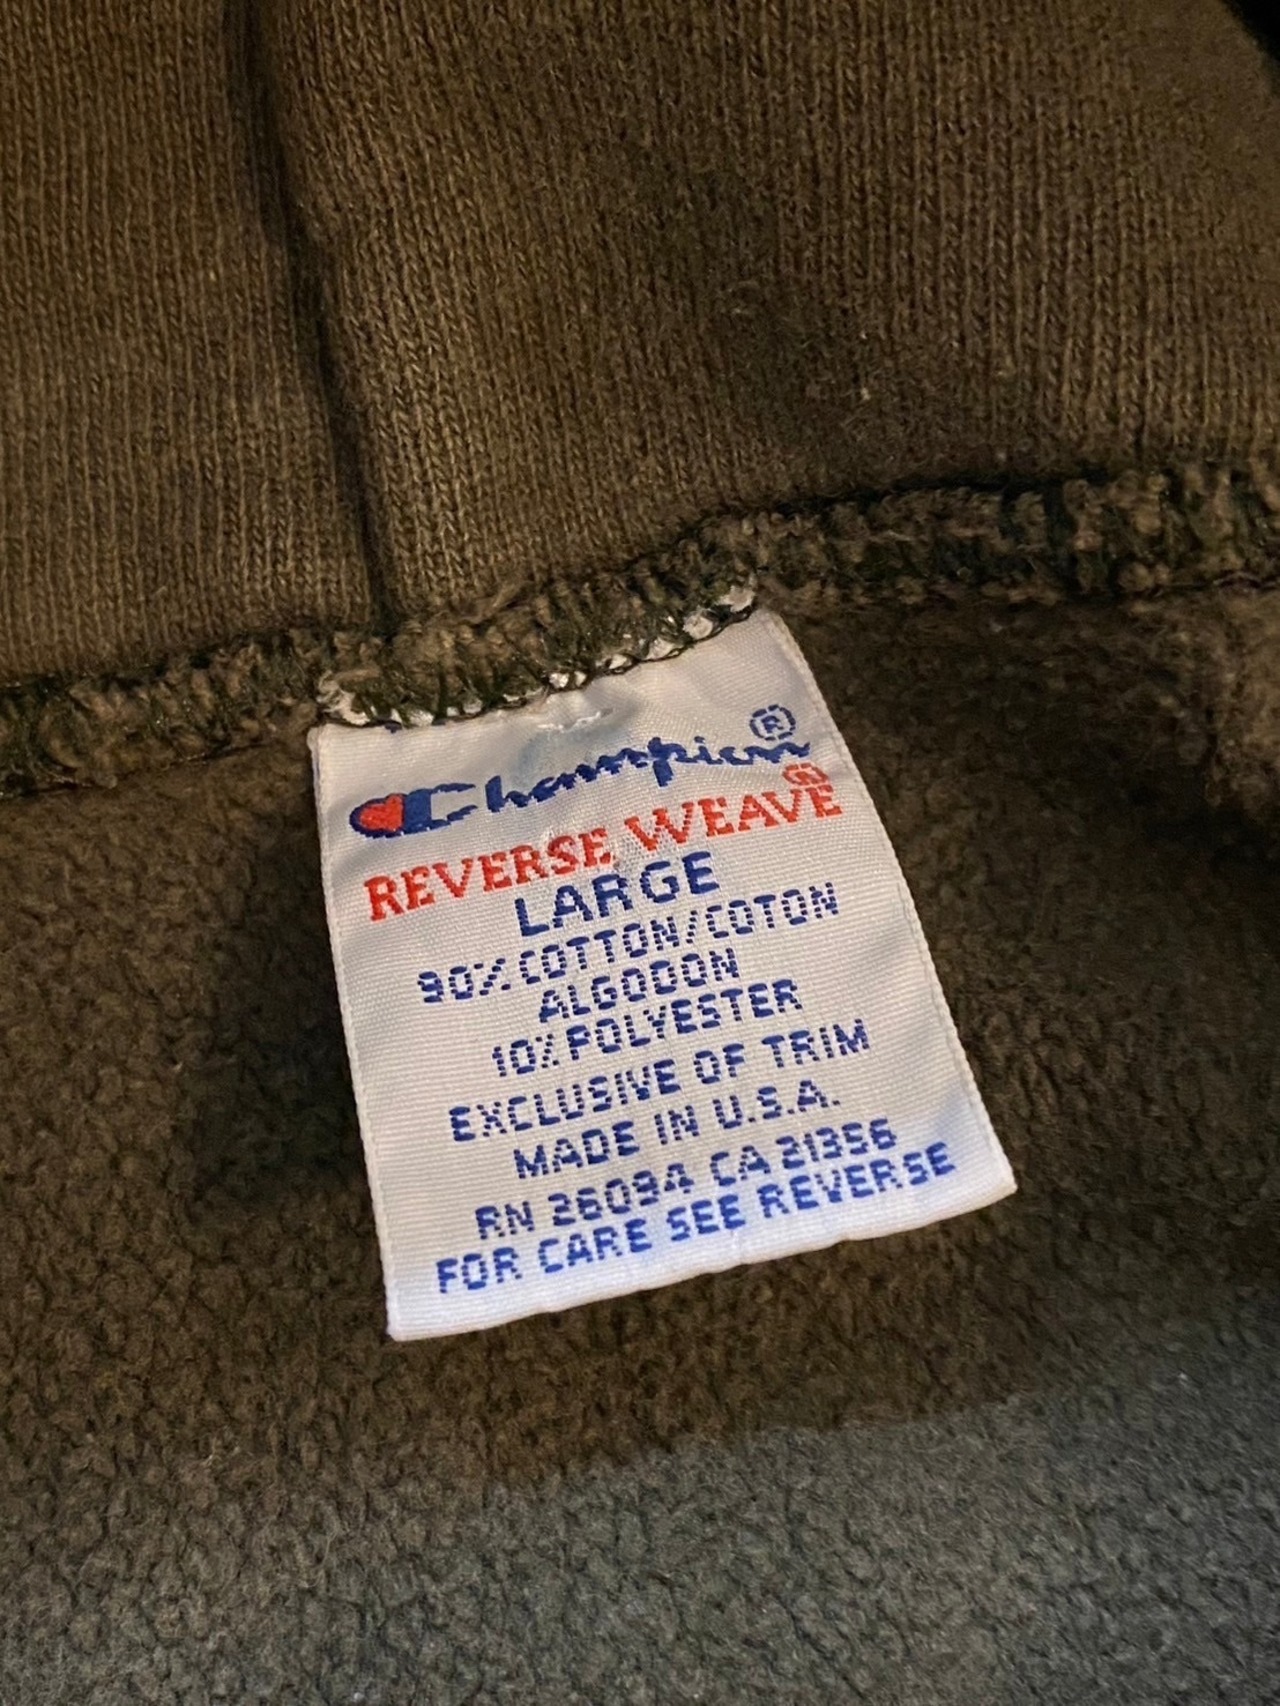 Champion®
REVERSE WEAVE®
LARGE
90% COTTON/COTON
ALGODON
10% POLYESTER
EXCLUSIVE OF TRIM
MADE IN U.S.A.
RN 26094 CA 21356
FOR CARE SEE REVERSE